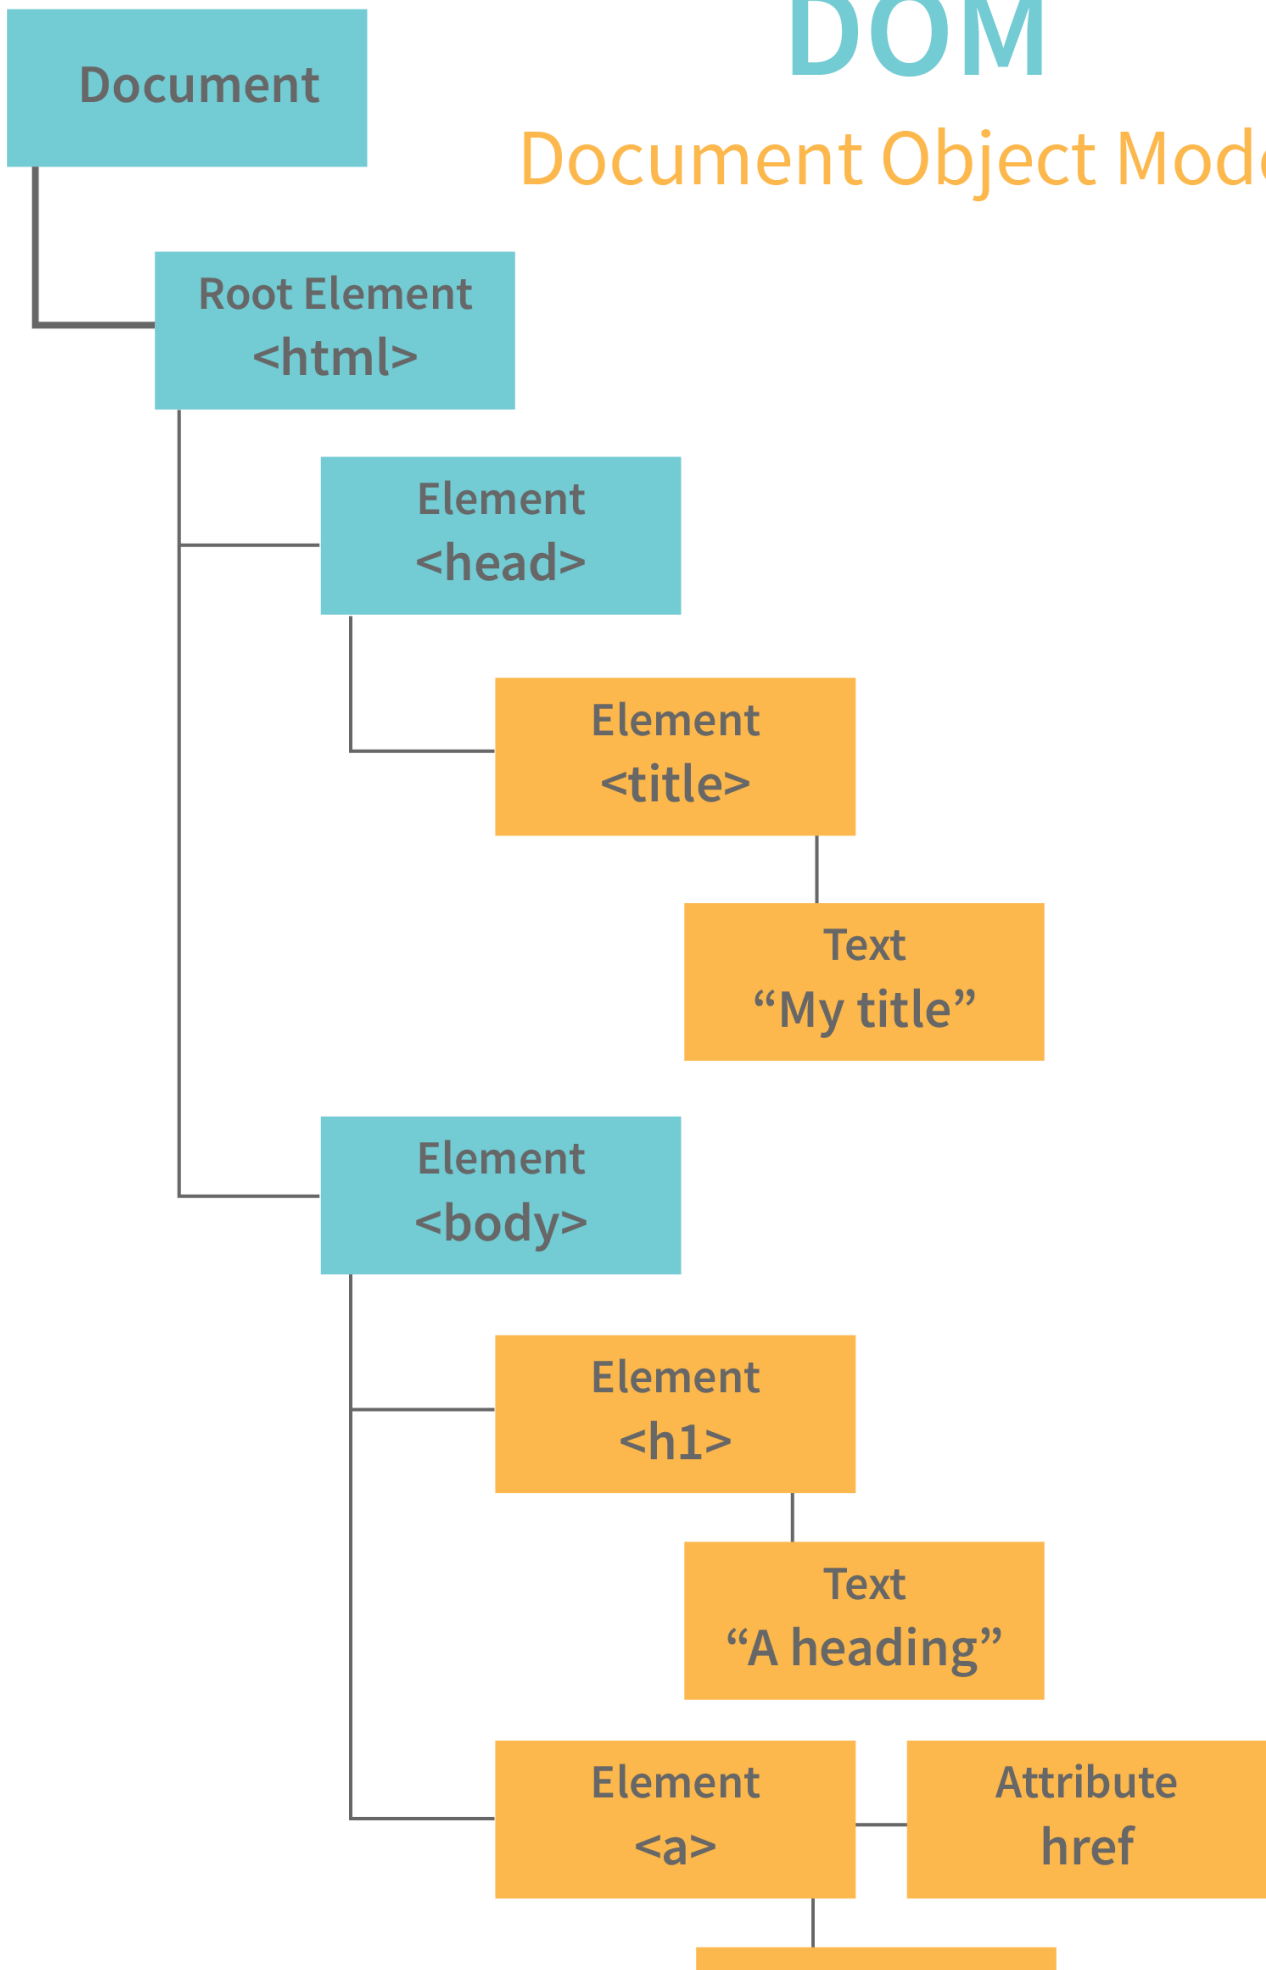 DOM
Document Object Mode
Document
Root Element
<html>
Element
<head>
Element
<title>
Text
“My title”
Element
<body>
Element
<h1>
Text
“A heading”
Element
<a>
Attribute
href